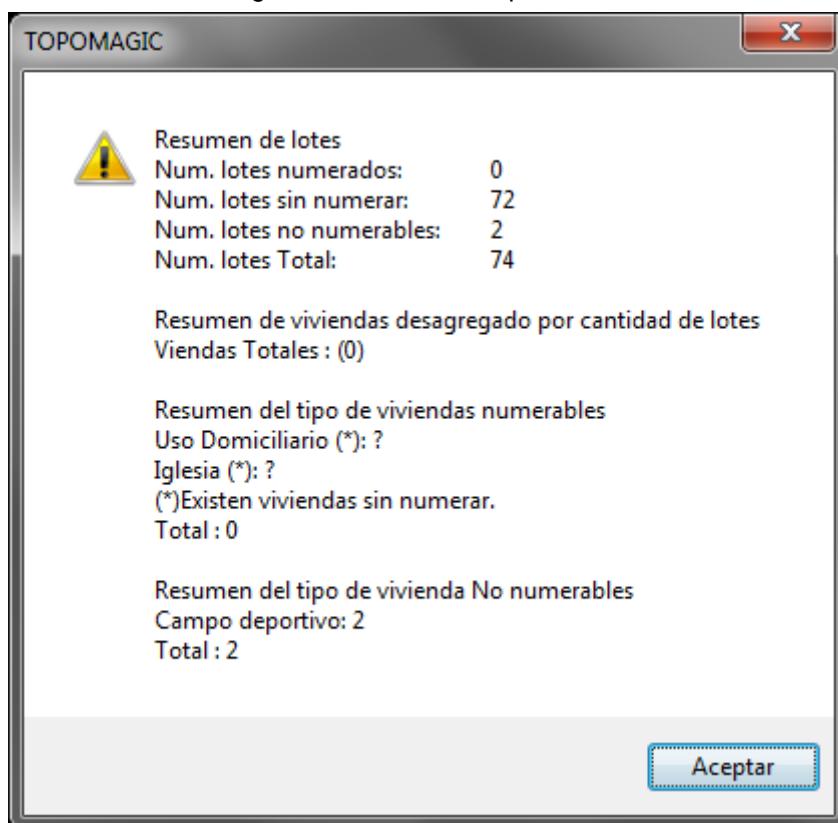 TOPOMAGIC
Resumen de lotes
Num. lotes numerados: 0
Num. lotes sin numerar: 72
Num. lotes no numerables: 2
Num. lotes Total: 74
Resumen de viviendas desagregado por cantidad de lotes
Viendas Totales : (0)
Resumen del tipo de viviendas numerables
Uso Domiciliario (*): ?
Iglesia (*): ?
(*)Existen viviendas sin numerar.
Total : 0
Resumen del tipo de vivienda No numerables
Campo deportivo: 2
Total : 2
Aceptar